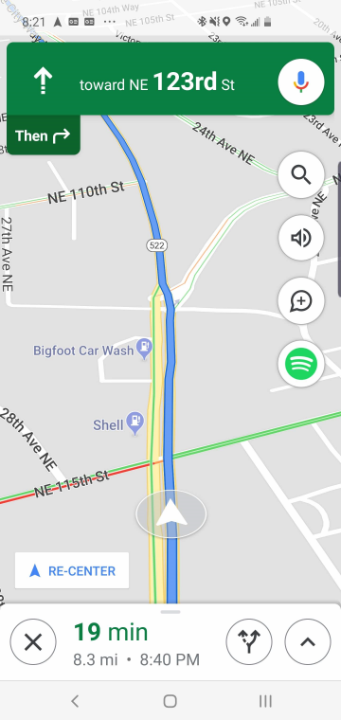 NE 104th Way
8:21
NE 105th St
toward NE 123rd St
Then
24th Ave NE
23rd Ave
NE 110th St
27th Ave NE
522
Bigfoot Car Wash
Shell
28th Ave NE
NE 115th St
RE-CENTER
19 min
8.3 mi • 8:40 PM